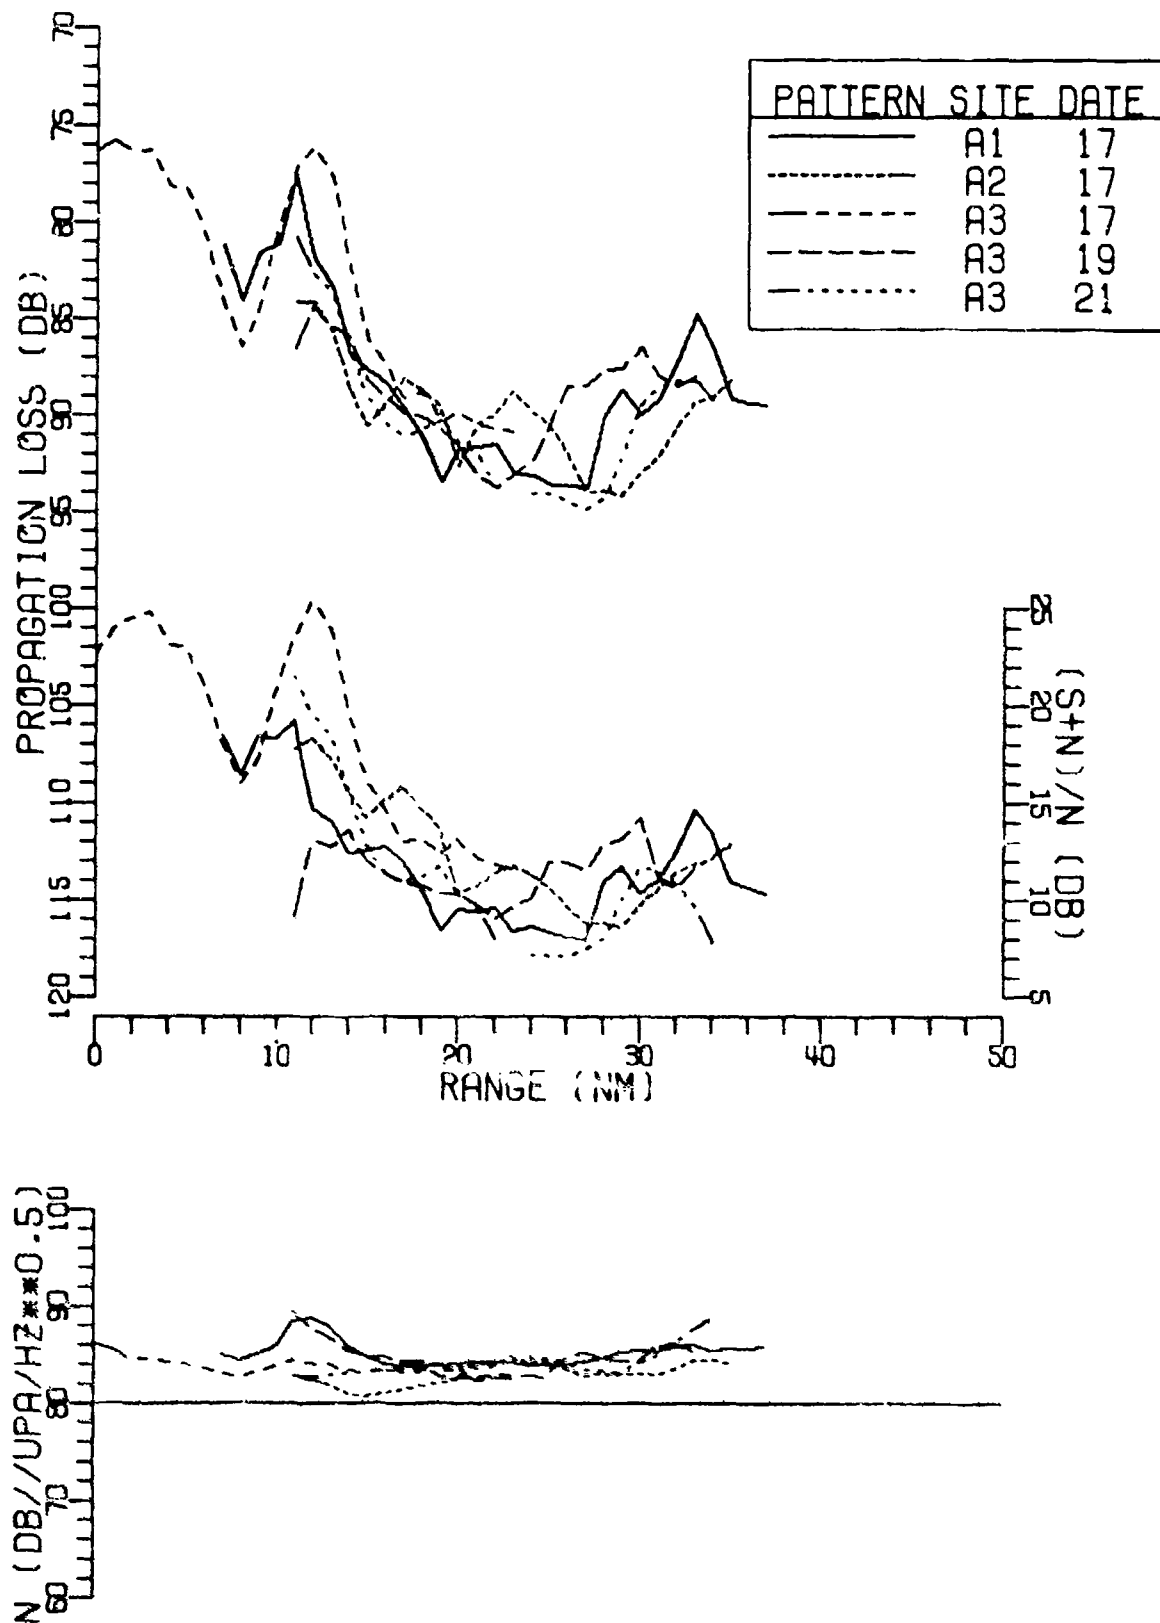 70
75
80
85
90
95
100
105
110
115
120
PROPAGATION LOSS (DB)
PATTERN SITE DATE
A1 17
A2 17
A3 17
A3 19
A3 21
25
20
15
10
5
(S+N)/N (DB)
0 10 20 30 40 50
RANGE (NM)
100
90
80
70
60
N (DB//UPA/HZ**0.5)